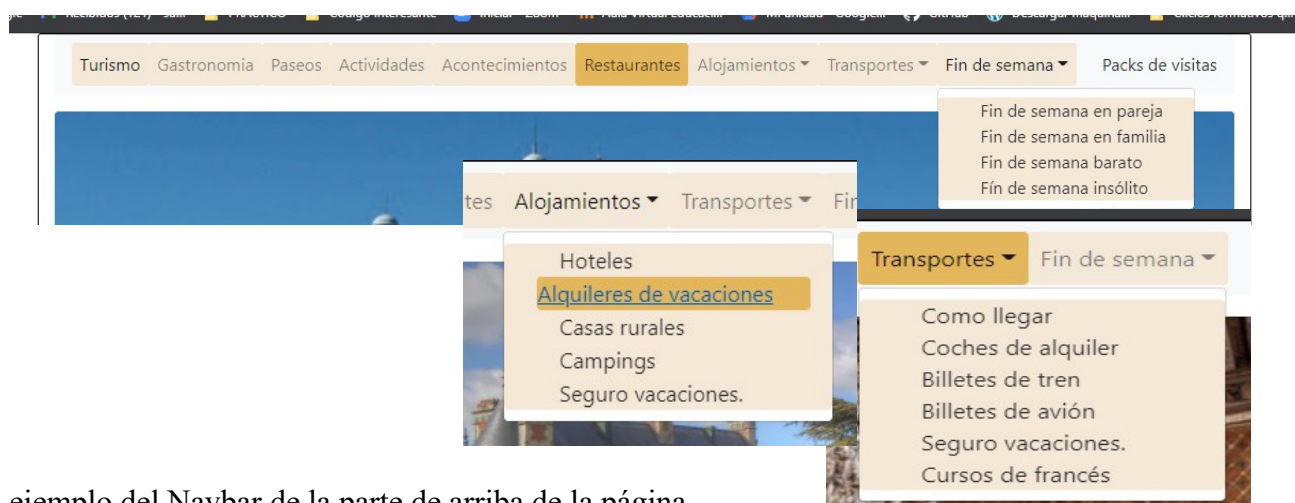 Turismo Gastronomia Paseos Actividades Acontecimientos Restaurantes Alojamientos Transportes Fin de semana Packs de visitas
Fin de semana en pareja
Fin de semana en familia
Fin de semana barato
Fín de semana insólito
tes Alojamientos Transportes Fin
Hoteles
Alquileres de vacaciones
Casas rurales
Campings
Seguro vacaciones.
Transportes Fin de semana
Como llegar
Coches de alquiler
Billetes de tren
Billetes de avión
Seguro vacaciones.
Cursos de francés
ejemplo del Navbar de la parte de arriba de la página